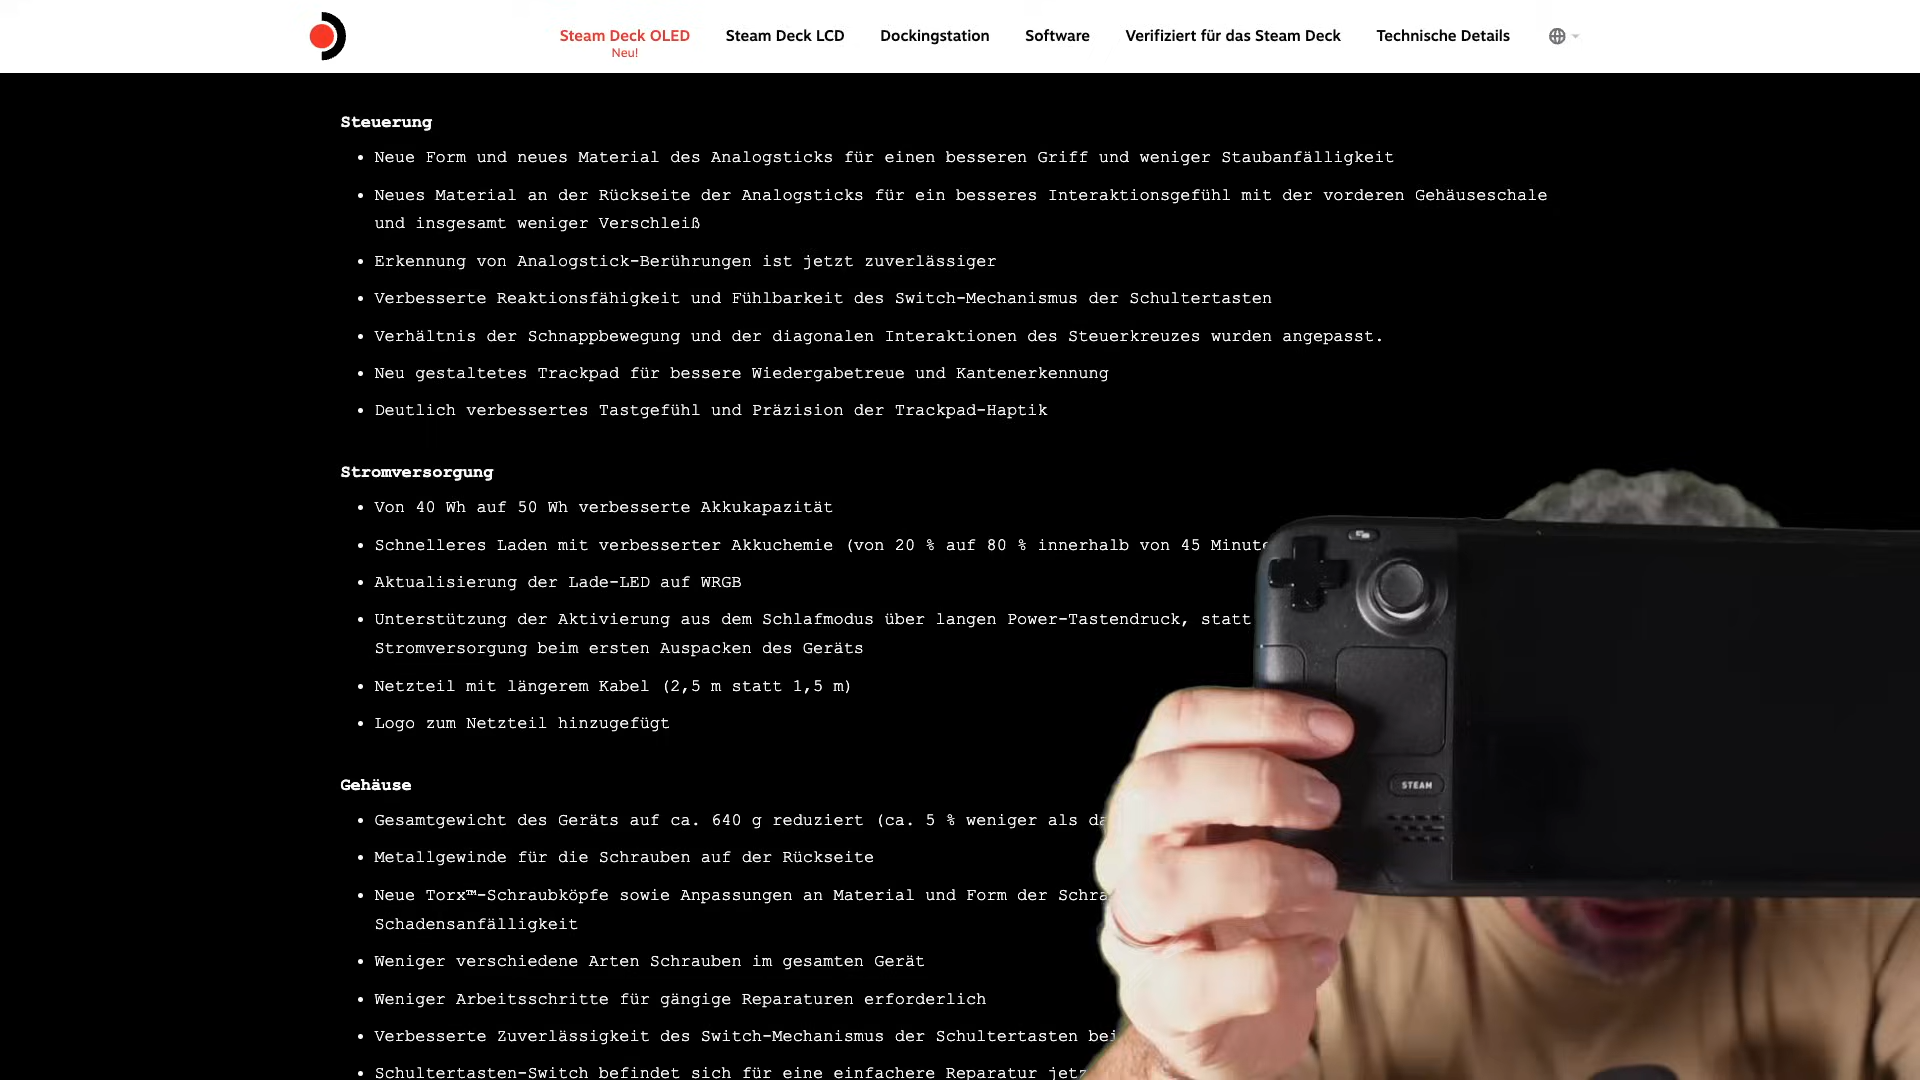 Steam Deck OLED Steam Deck LCD Dockingstation Software Verifiziert für das Steam Deck Technische Details
Neu!
Steuerung
• Neue Form und neues Material des Analogsticks für einen besseren Griff und weniger Staubanfälligkeit
• Neues Material an der Rückseite der Analogsticks für ein besseres Interaktionsgefühl mit der vorderen Gehäuseschale
und insgesamt weniger Verschleiß
• Erkennung von Analogstick-Berührungen ist jetzt zuverlässiger
• Verbesserte Reaktionsfähigkeit und Fühlbarkeit des Switch-Mechanismus der Schultertasten
• Verhältnis der Schnappbewegung und der diagonalen Interaktionen des Steuerkreuzes wurden angepasst.
• Neu gestaltetes Trackpad für bessere Wiedergabetreue und Kantenerkennung
• Deutlich verbessertes Tastgefühl und Präzision der Trackpad-Haptik
Stromversorgung
• Von 40 Wh auf 50 Wh verbesserte Akkukapazität
• Schnelleres Laden mit verbesserter Akkuchemie (von 20 % auf 80 % innerhalb von 45 Minute
• Aktualisierung der Lade-LED auf WRGB
• Unterstützung der Aktivierung aus dem Schlafmodus über langen Power-Tastendruck, statt
Stromversorgung beim ersten Auspacken des Geräts
• Netzteil mit längerem Kabel (2,5 m statt 1,5 m)
• Logo zum Netzteil hinzugefügt
Gehäuse
• Gesamtgewicht des Geräts auf ca. 640 g reduziert (ca. 5 % weniger als
• Metallgewinde für die Schrauben auf der Rückseite
• Neue Torx™-Schraubköpfe sowie Anpassungen an Material und Form der
Schadensanfälligkeit
• Weniger verschiedene Arten Schrauben im gesamten Gerät
• Weniger Arbeitsschritte für gängige Reparaturen erforderlich
• Verbesserte Zuverlässigkeit des Switch-Mechanismus der Schultertasten bei
• Schultertasten-Switch befindet sich für eine einfachere Reparatur
STEAM